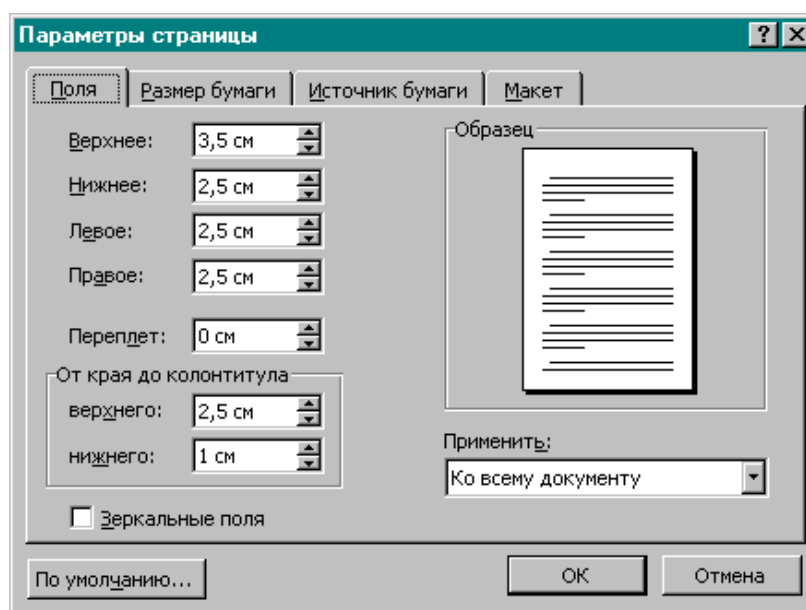 Параметры страницы
Поля Размер бумаги Источник бумаги Макет
Верхнее: 3,5 см
Нижнее: 2,5 см
Левое: 2,5 см
Правое: 2,5 см
Переплет: 0 см
От края до колонтитула
верхнего: 2,5 см
нижнего: 1 см
Зеркальные поля
Образец
Применить:
Ко всему документу
По умолчанию... ОК Отмена